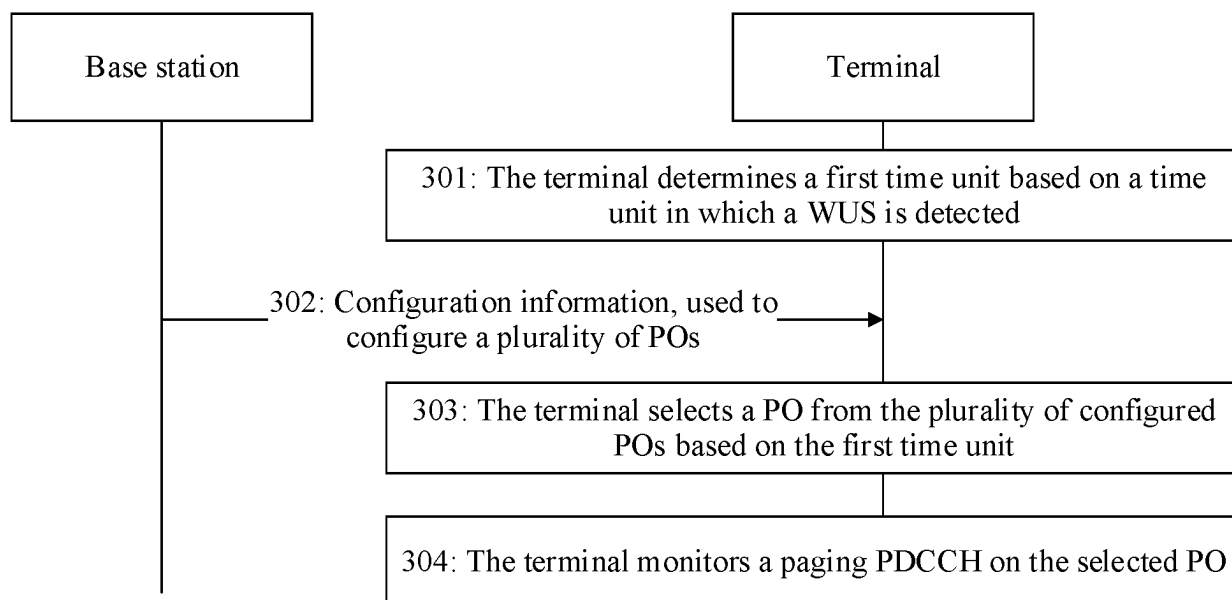 Base station
Terminal
301: The terminal determines a first time unit based on a time
unit in which a WUS is detected
302: Configuration information, used to
configure a plurality of POs
303: The terminal selects a PO from the plurality of configured
POs based on the first time unit
304: The terminal monitors a paging PDCCH on the selected PO